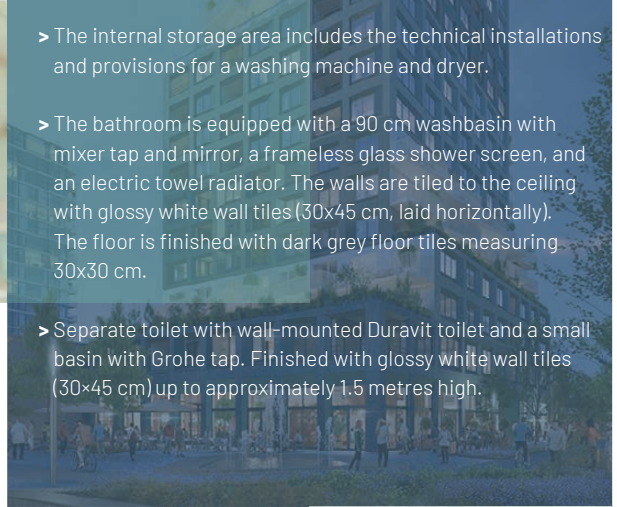 > The internal storage area includes the technical installations
and provisions for a washing machine and dryer.
> The bathroom is equipped with a 90 cm washbasin with
mixer tap and mirror, a frameless glass shower screen, and
an electric towel radiator. The walls are tiled to the ceiling
with glossy white wall tiles (30x45 cm, laid horizontally).
The floor is finished with dark grey floor tiles measuring
30x30 cm.
> Separate toilet with wall-mounted Duravit toilet and a small
basin with Grohe tap. Finished with glossy white wall tiles
(30×45 cm) up to approximately 1.5 metres high.